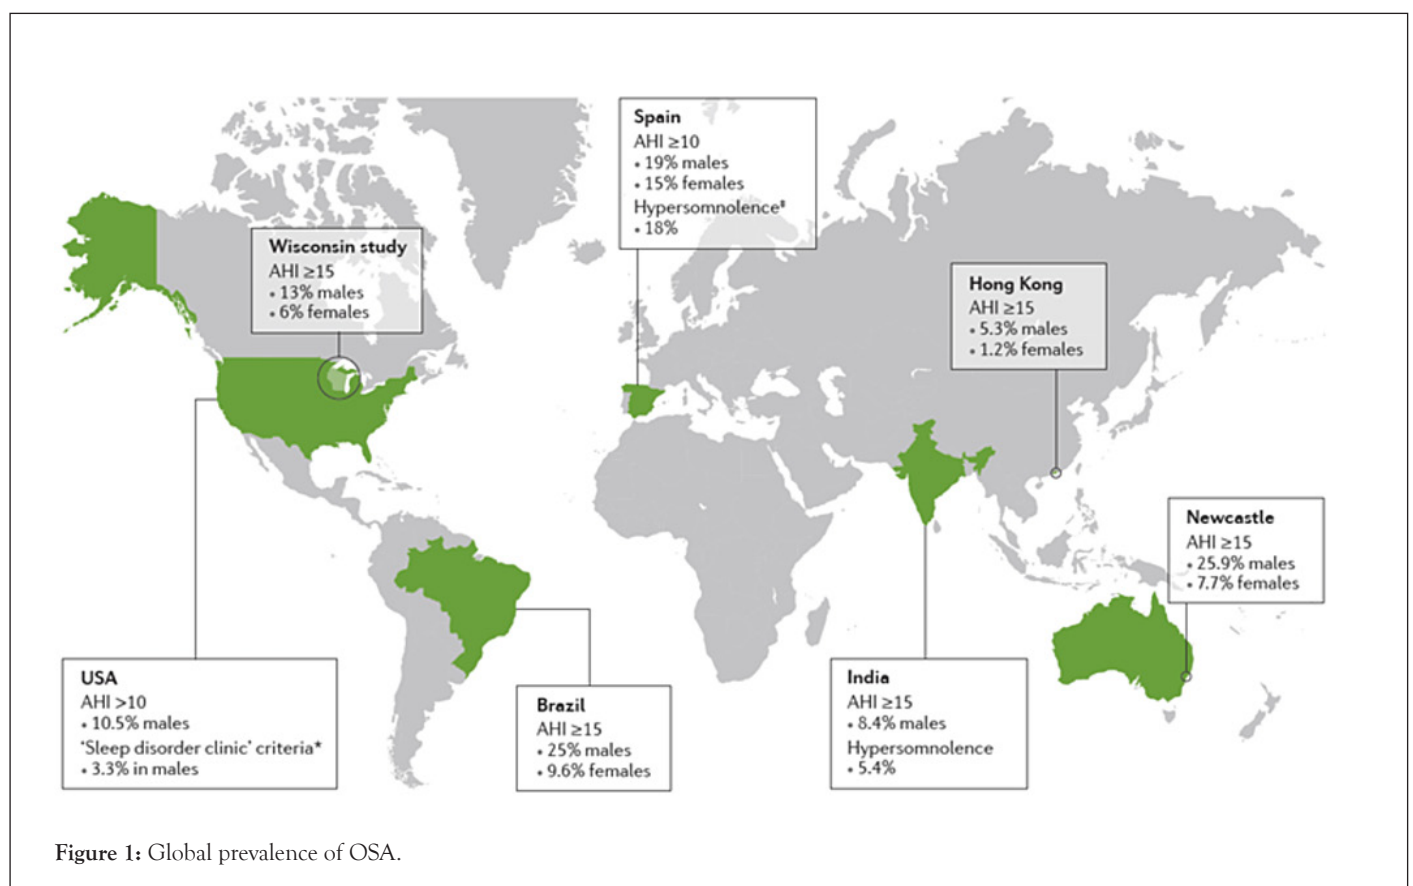 Spain
AHI ≥10
• 19% males
• 15% females
Hypersomnolence‡
• 18%
Wisconsin study
AHI ≥15
• 13% males
• 6% females
Hong Kong
AHI ≥15
• 5.3% males
• 1.2% females
Newcastle
AHI ≥15
• 25.9% males
• 7.7% females
USA
AHI >10
• 10.5% males
‘Sleep disorder clinic’ criteria*
• 3.3% in males
Brazil
AHI ≥15
• 25% males
• 9.6% females
India
AHI ≥15
• 8.4% males
Hypersomnolence
• 5.4%
Figure 1: Global prevalence of OSA.